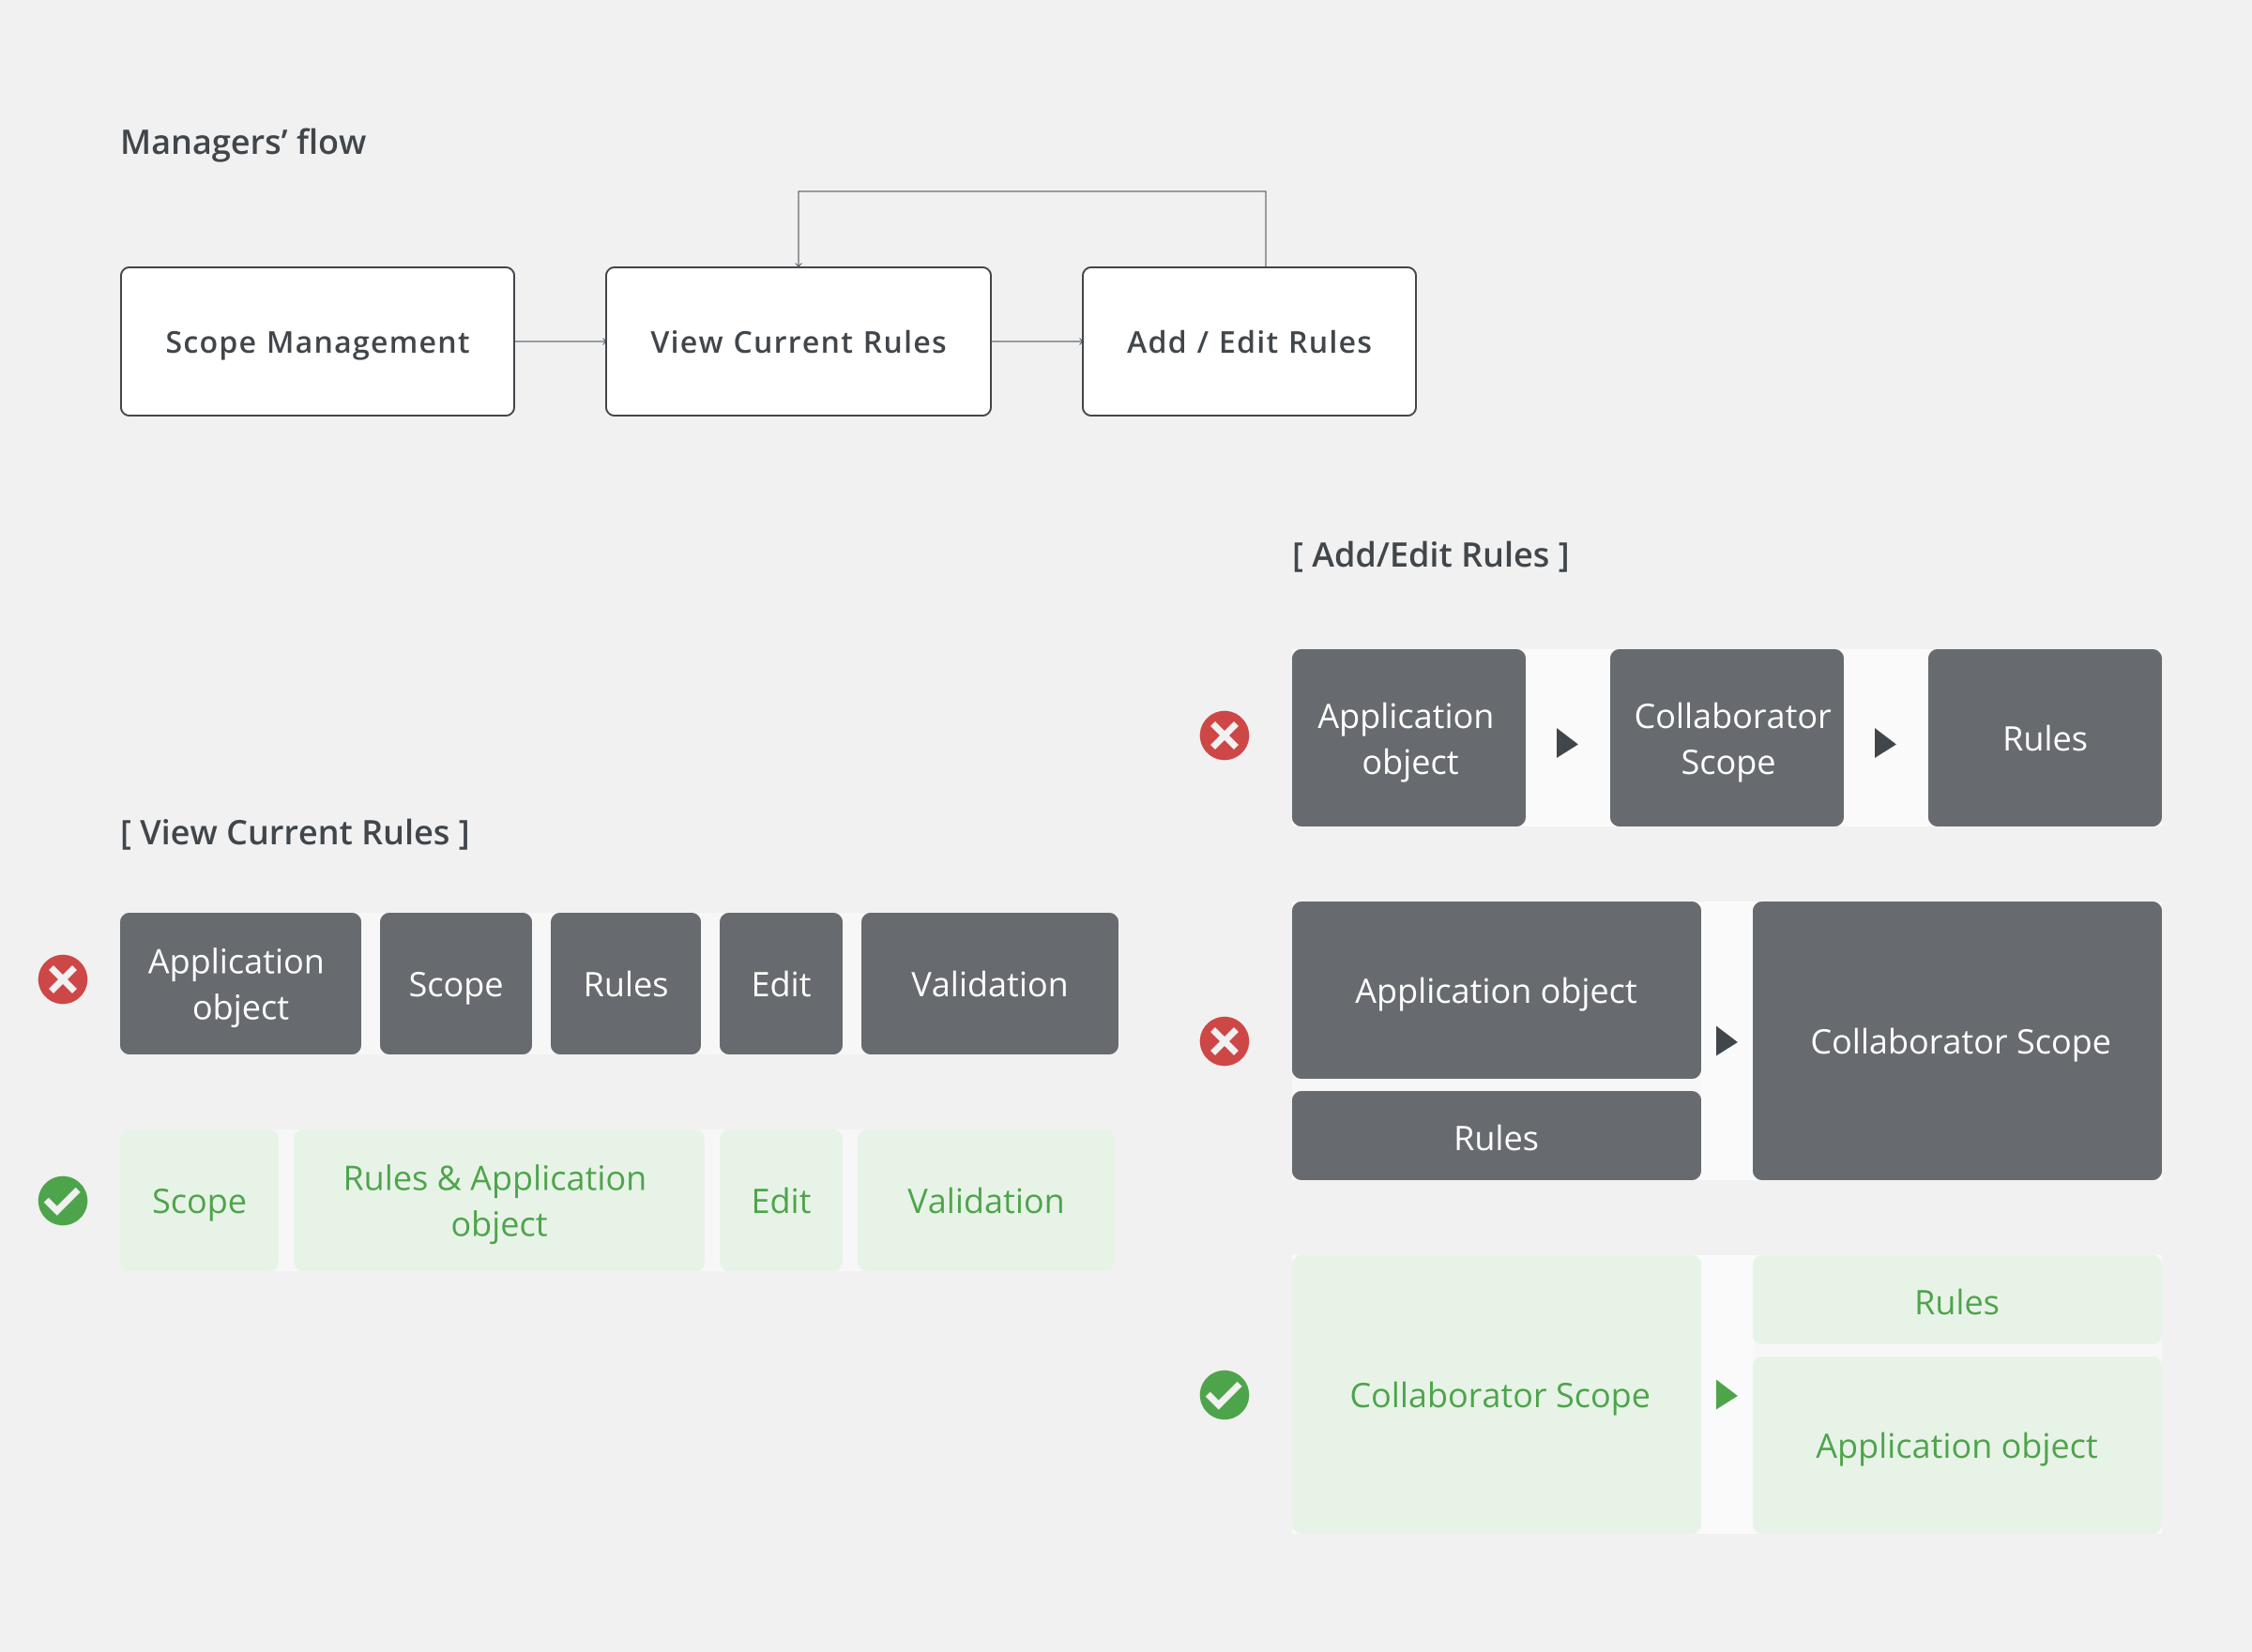 Managers’ flow
Scope Management
View Current Rules
Add / Edit Rules
[ View Current Rules ]
Application
object
Scope
Rules
Edit
Validation
Scope
Rules & Application
object
Edit
Validation
[ Add/Edit Rules ]
Application
object
Collaborator
Scope
Rules
Application object
Rules
Collaborator Scope
Collaborator Scope
Rules
Application object